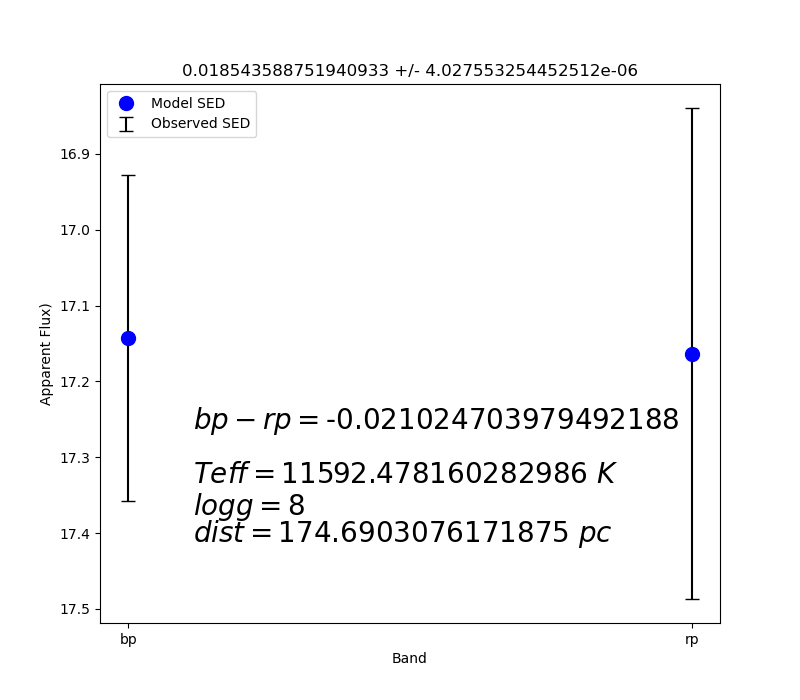 0.018543588751940933 +/- 4.027553254452512e-06
Model SED
Observed SED
16.9
17.0
17.1
17.2
17.3
17.4
17.5
Apparent Flux)
bp − rp = -0.021024703979492188
Teff = 11592.478160282986 K
logg = 8
dist = 174.6903076171875 pc
bp
rp
Band